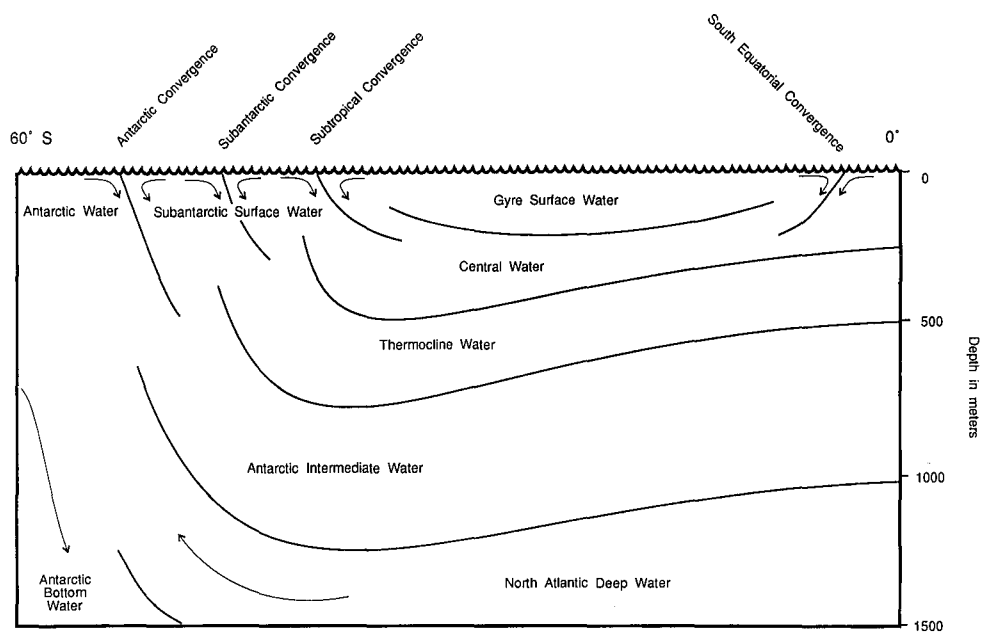 Antarctic Convergence
Subantarctic Convergence
Subtropical Convergence
South Equatorial Convergence
60° S
0°
0
Antarctic Water
Subantarctic Surface Water
Gyre Surface Water
Central Water
500
Thermocline Water
Depth in meters
Antarctic Intermediate Water
1000
Antarctic
Bottom
Water
North Atlantic Deep Water
1500